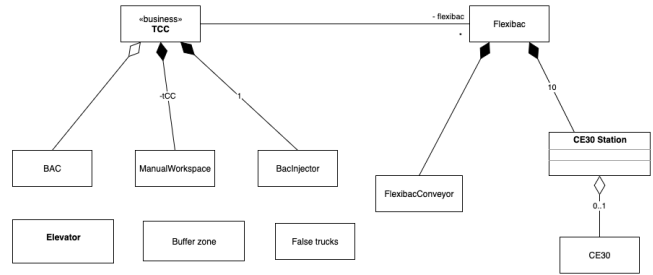 «business»
TCC
- flexibac
*
Flexibac
-tCC
1
10
BAC
ManualWorkspace
BacInjector
FlexibacConveyor
CE30 Station
0..1
Elevator
Buffer zone
False trucks
CE30